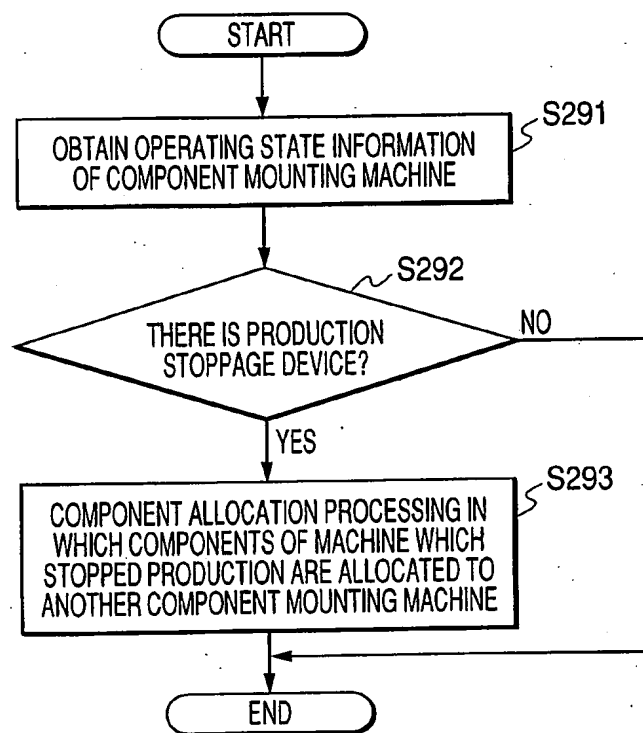 START
S291
OBTAIN OPERATING STATE INFORMATION
OF COMPONENT MOUNTING MACHINE
S292
THERE IS PRODUCTION
STOPPAGE DEVICE?
NO
YES
S293
COMPONENT ALLOCATION PROCESSING IN
WHICH COMPONENTS OF MACHINE WHICH
STOPPED PRODUCTION ARE ALLOCATED TO
ANOTHER COMPONENT MOUNTING MACHINE
END